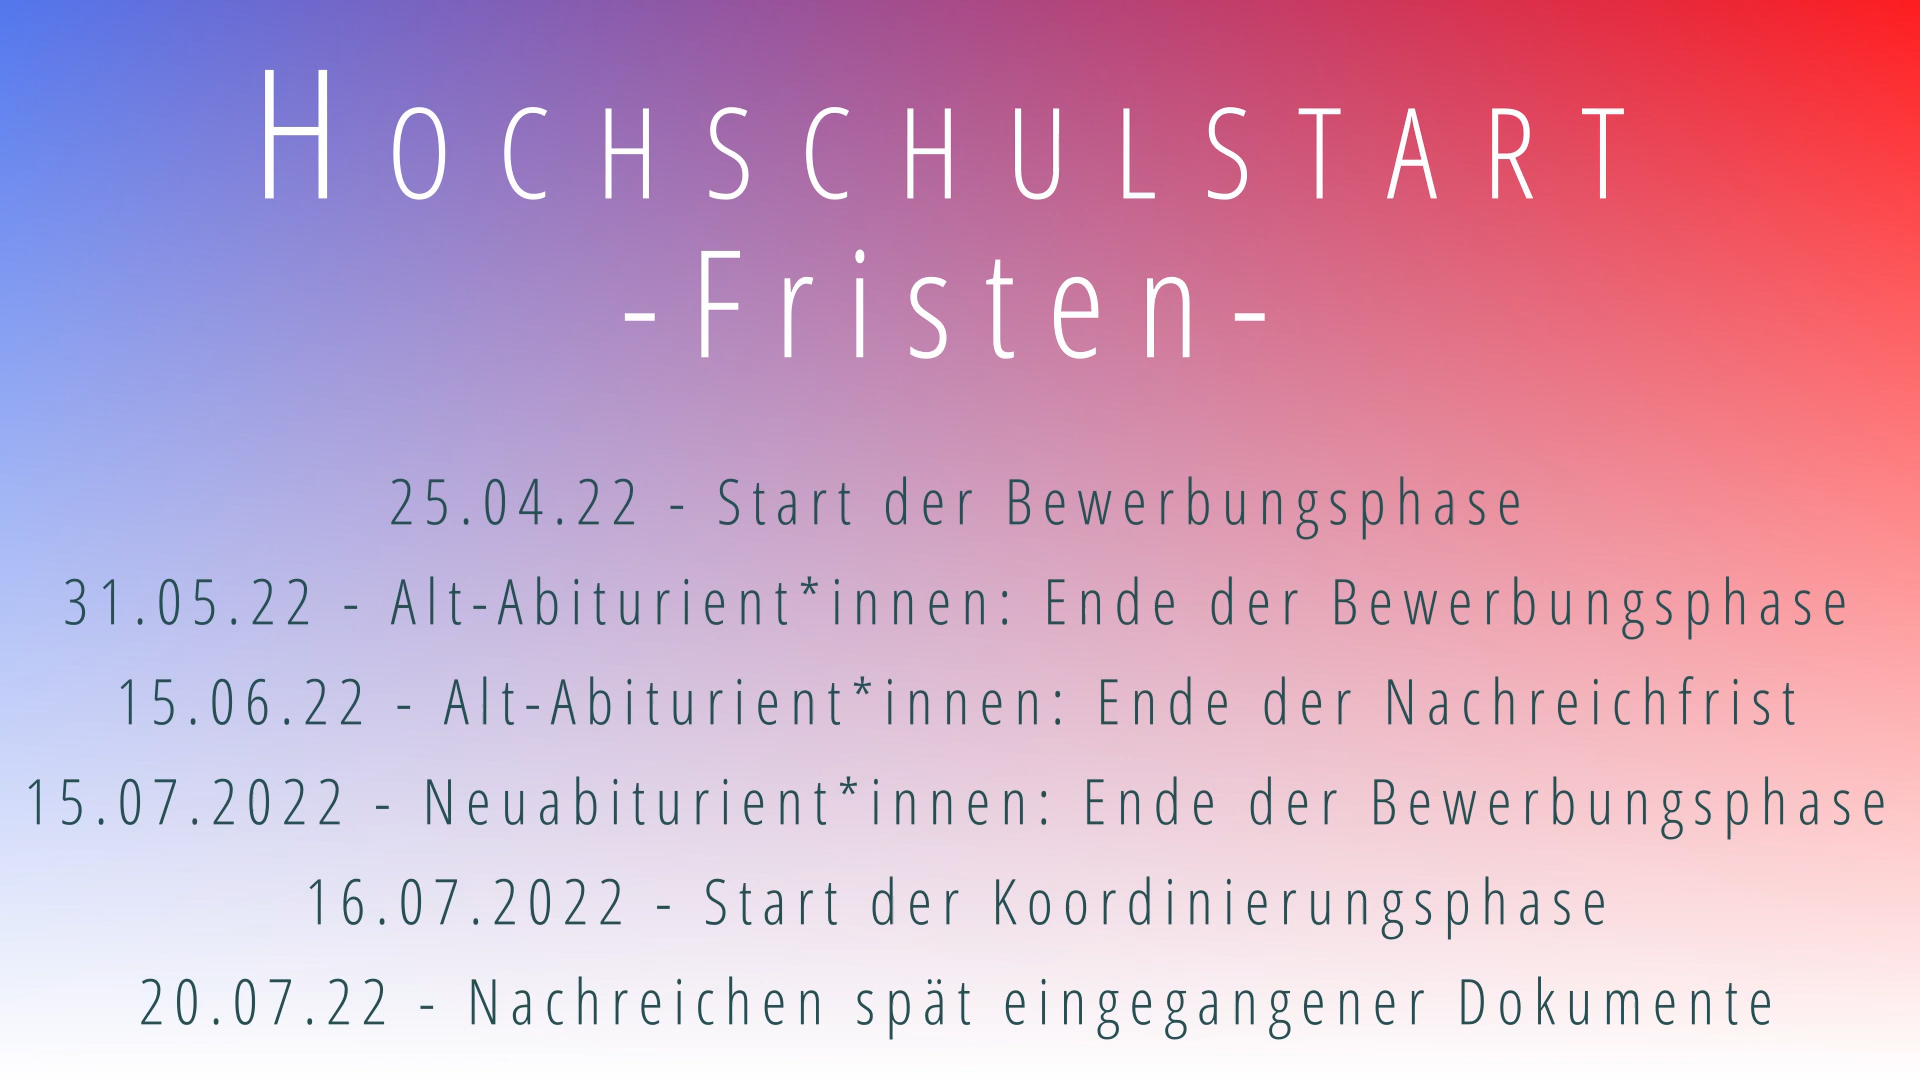 Hochschulstart
-Fristen-
25.04.22 - Start der Bewerbungsphase
31.05.22 - Alt-Abiturient*innen: Ende der Bewerbungsphase
15.06.22 - Alt-Abiturient*innen: Ende der Nachreichfrist
15.07.2022 - Neuabiturient*innen: Ende der Bewerbungsphase
16.07.2022 - Start der Koordinierungsphase
20.07.22 - Nachreichen spät eingegangener Dokumente